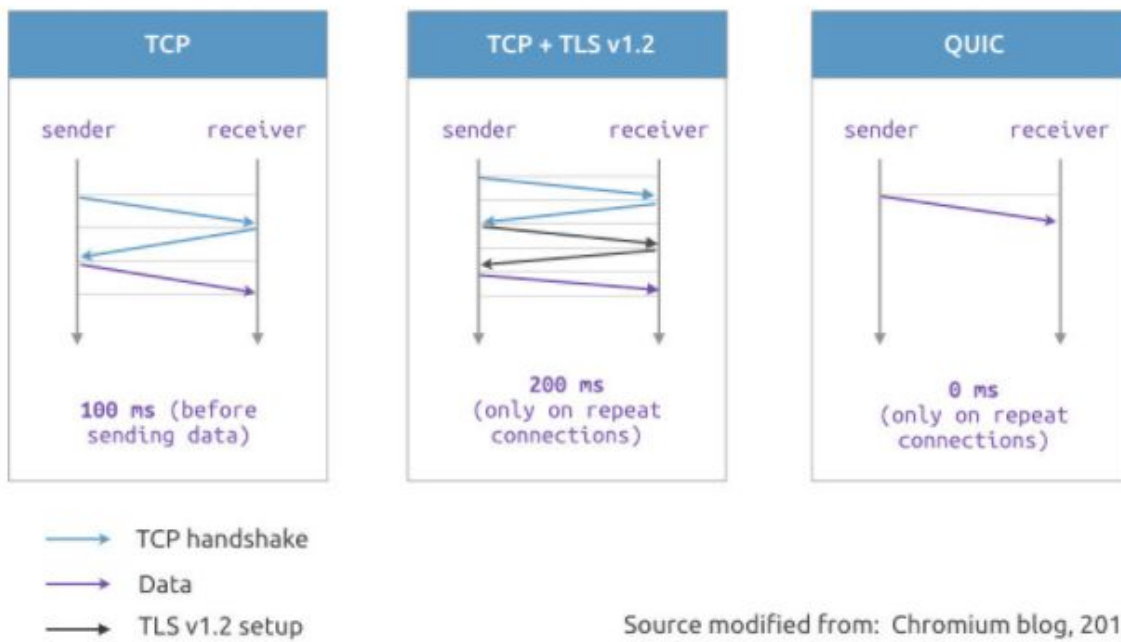 TCP
sender receiver
100 ms (before
sending data)
TCP + TLS v1.2
sender receiver
200 ms
(only on repeat
connections)
QUIC
sender receiver
0 ms
(only on repeat
connections)
TCP handshake
Data
TLS v1.2 setup
Source modified from: Chromium blog, 201